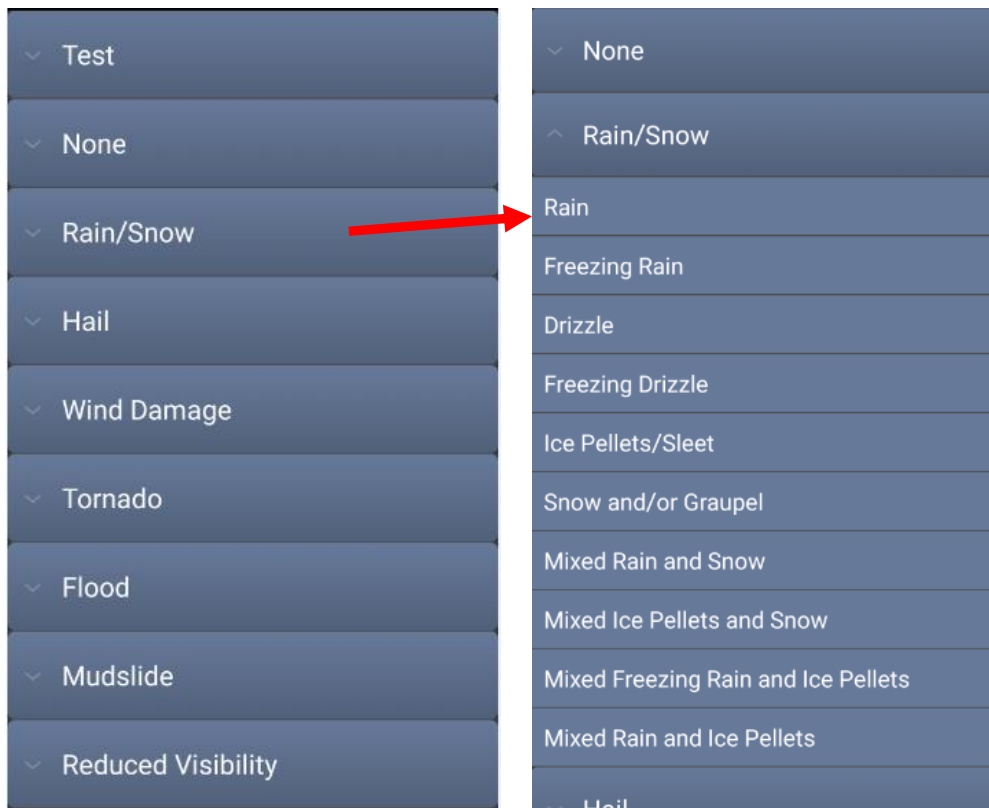 Test
None
Rain/Snow
Hail
Wind Damage
Tornado
Flood
Mudslide
Reduced Visibility
None
Rain/Snow
Rain
Freezing Rain
Drizzle
Freezing Drizzle
Ice Pellets/Sleet
Snow and/or Graupel
Mixed Rain and Snow
Mixed Ice Pellets and Snow
Mixed Freezing Rain and Ice Pellets
Mixed Rain and Ice Pellets
Hail